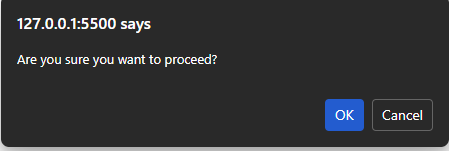 127.0.0.1:5500 says
Are you sure you want to proceed?
OK Cancel